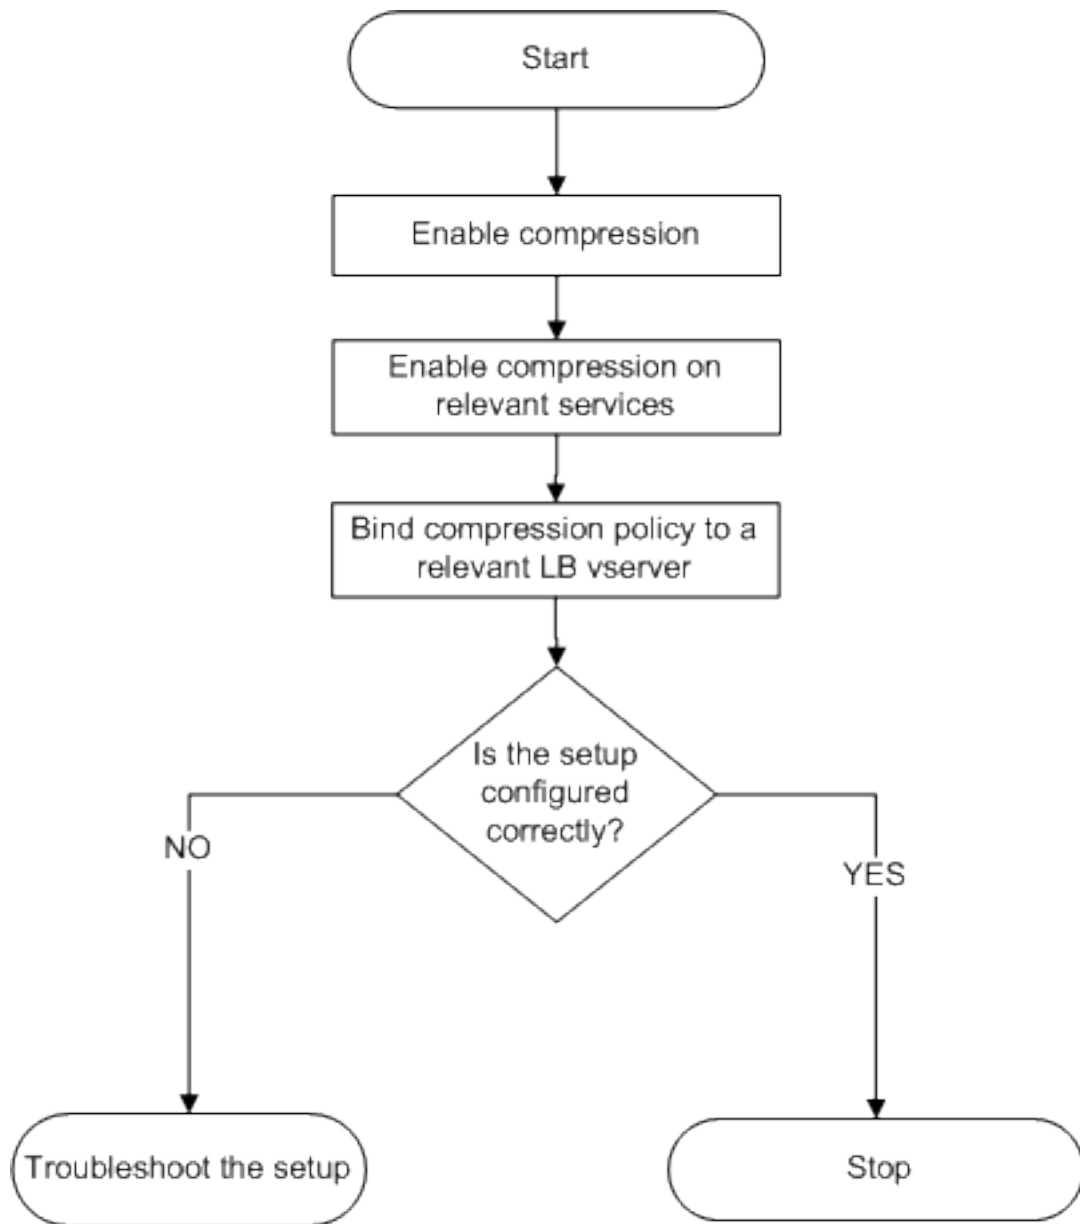 Start
Enable compression
Enable compression on
relevant services
Bind compression policy to a
relevant LB vserver
Is the setup
configured
correctly?
NO
YES
Troubleshoot the setup
Stop